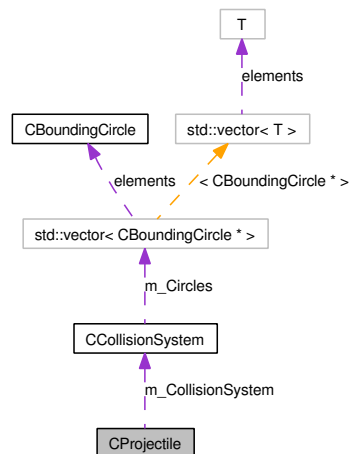 T
elements
CBoundingCircle
std::vector< T >
elements
< CBoundingCircle * >
std::vector< CBoundingCircle * >
m_Circles
CCollisionSystem
m_CollisionSystem
CProjectile